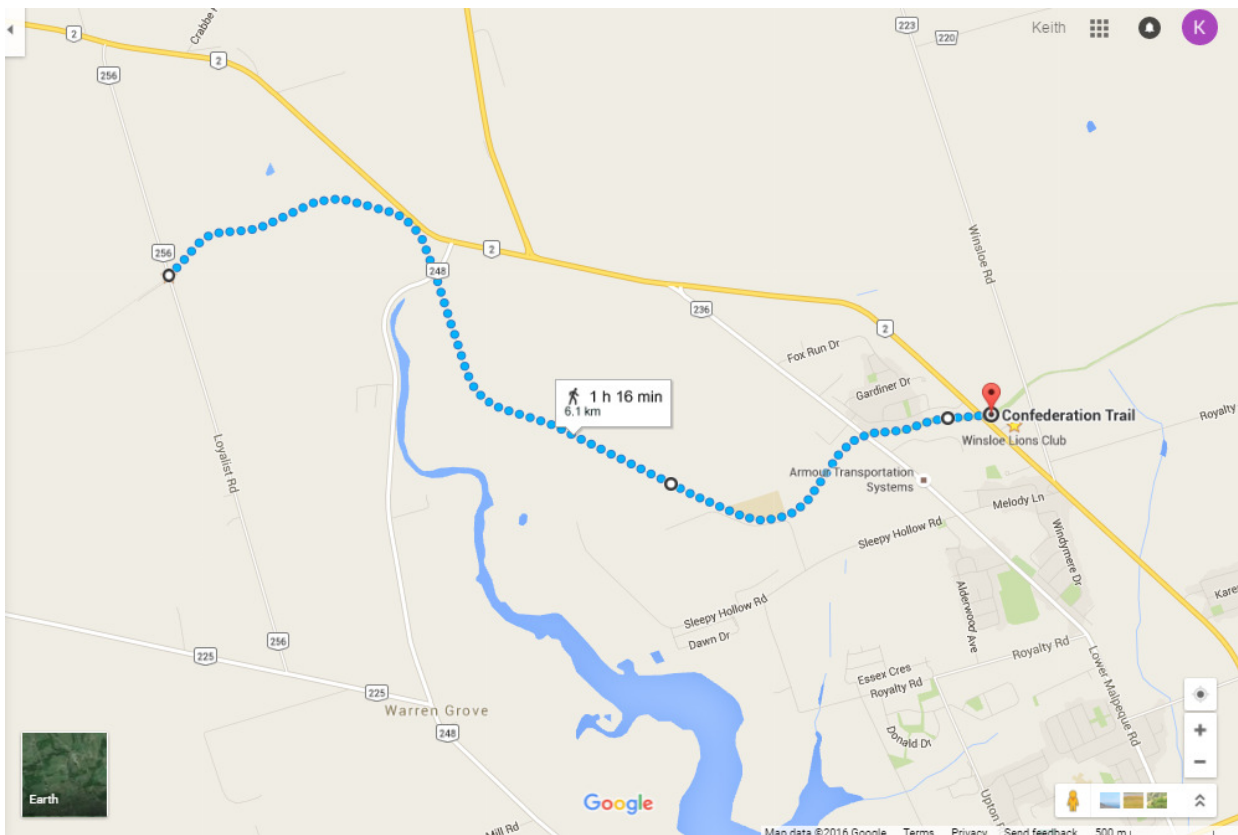 223
Keith
K
220
2
Crabbe
2
256
256
Winsloe Rd
248
2
236
2
Fox Run Dr
Gardiner Dr
1 h 16 min
6.1 km
Confederation Trail
Royalty
Winsloe Lions Club
Loyalist Rd
Armour Transportation
Systems
Melody Ln
Sleepy Hollow Rd
Windymere Dr
Alderwood Ave
Sleepy Hollow Rd
Dawn Dr
256
225
Royalty Rd
Essex Cres
Royalty Rd
225
Warren Grove
248
Lower Malpeque Rd
Donald Dr
Earth
Google
Mill Rd
Upton
Map data ©2016 Google Terms Privacy Send feedback 500 m